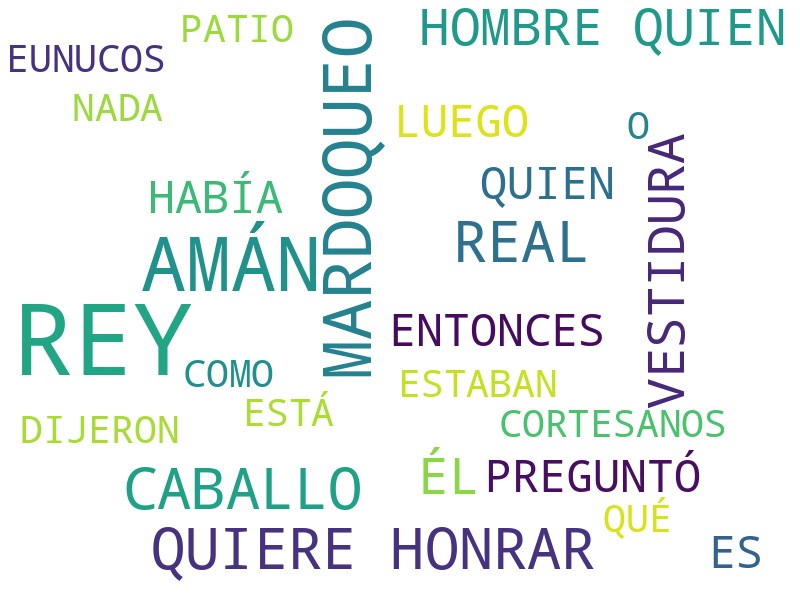 PATIO
HOMBRE QUIEN
EUNUCOS
MARDOQUEO
NADA
LUEGO
O
VESTIDURA
HABÍA
QUIEN
AMÁN
REAL
REY
ENTONCES
COMO
ESTABAN
ESTÁ
CORTESANOS
DIJERON
CABALLO
ÉL
PREGUNTÓ
QUÉ
QUIERE HONRAR
ES